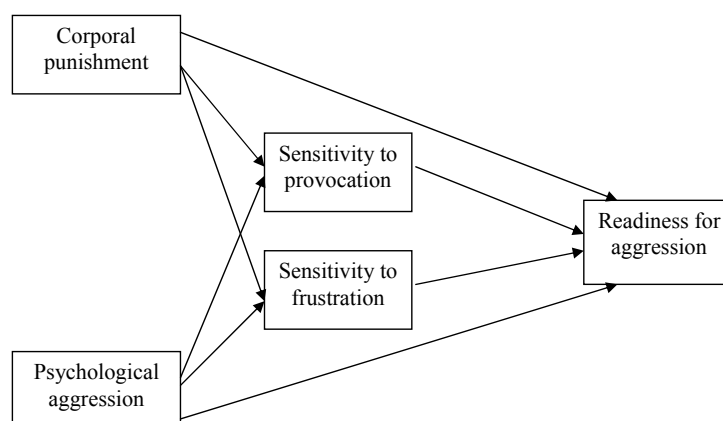 Corporal
punishment
Sensitivity to
provocation
Readiness for
aggression
Sensitivity to
frustration
Psychological
aggression